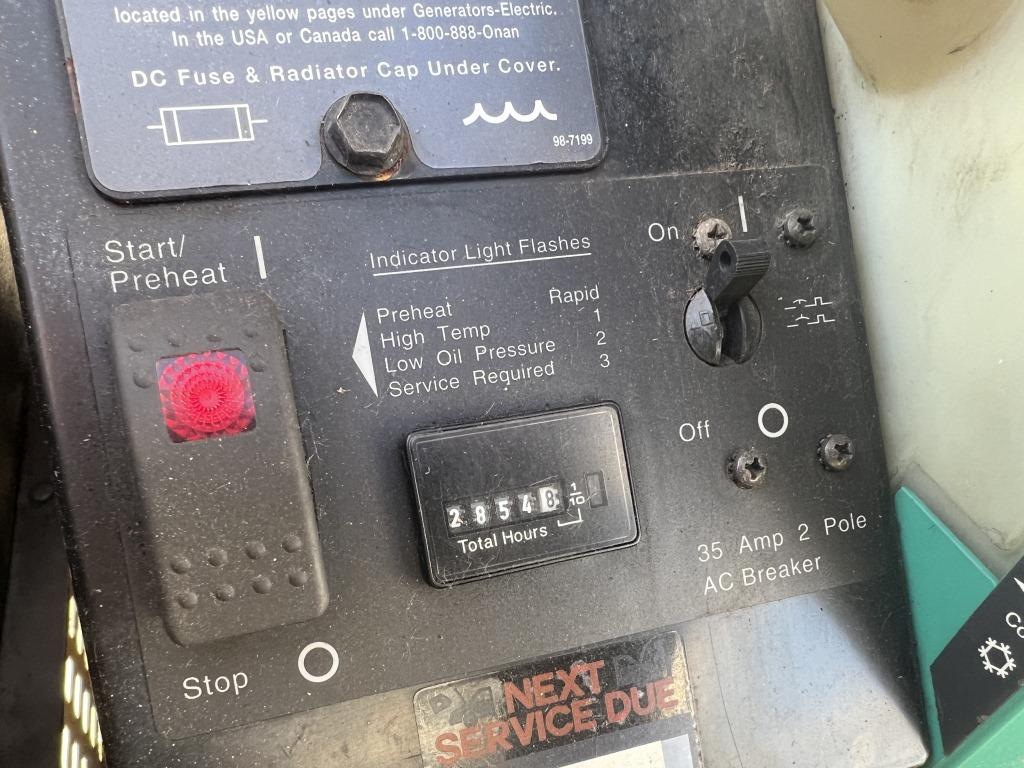 located in the yellow pages under Generators-Electric.
In the USA or Canada call 1-800-888-Onan
DC Fuse & Radiator Cap Under Cover.
98-7199
Start/
Preheat |
Indicator Light Flashes
Preheat Rapid
High Temp 1
Low Oil Pressure 2
Service Required 3
On |
Off O
28548 1/10
Total Hours
35 Amp 2 Pole
AC Breaker
Stop O
NEXT
SERVICE DUE